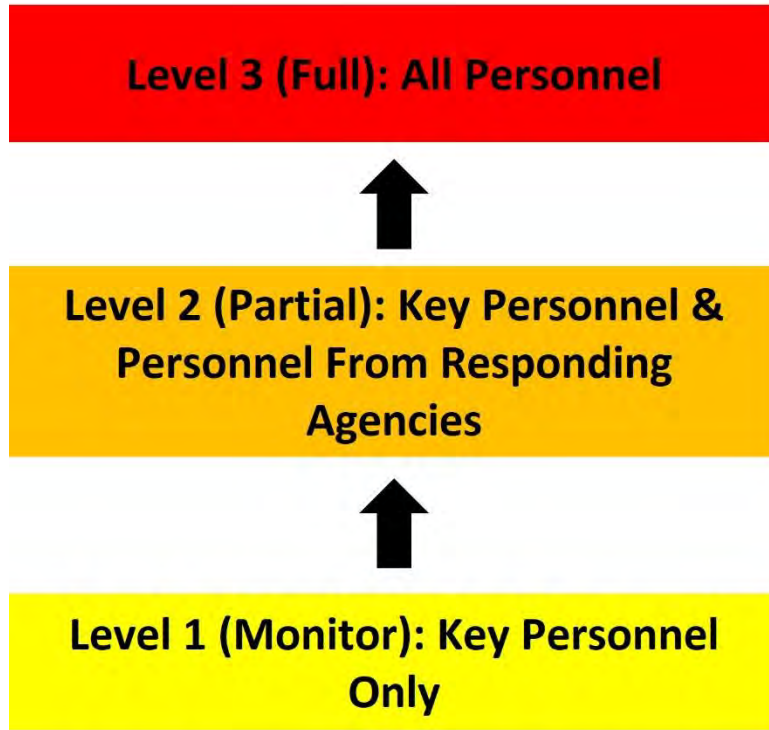 Level 3 (Full): All Personnel
Level 2 (Partial): Key Personnel &
Personnel From Responding
Agencies
Level 1 (Monitor): Key Personnel
Only